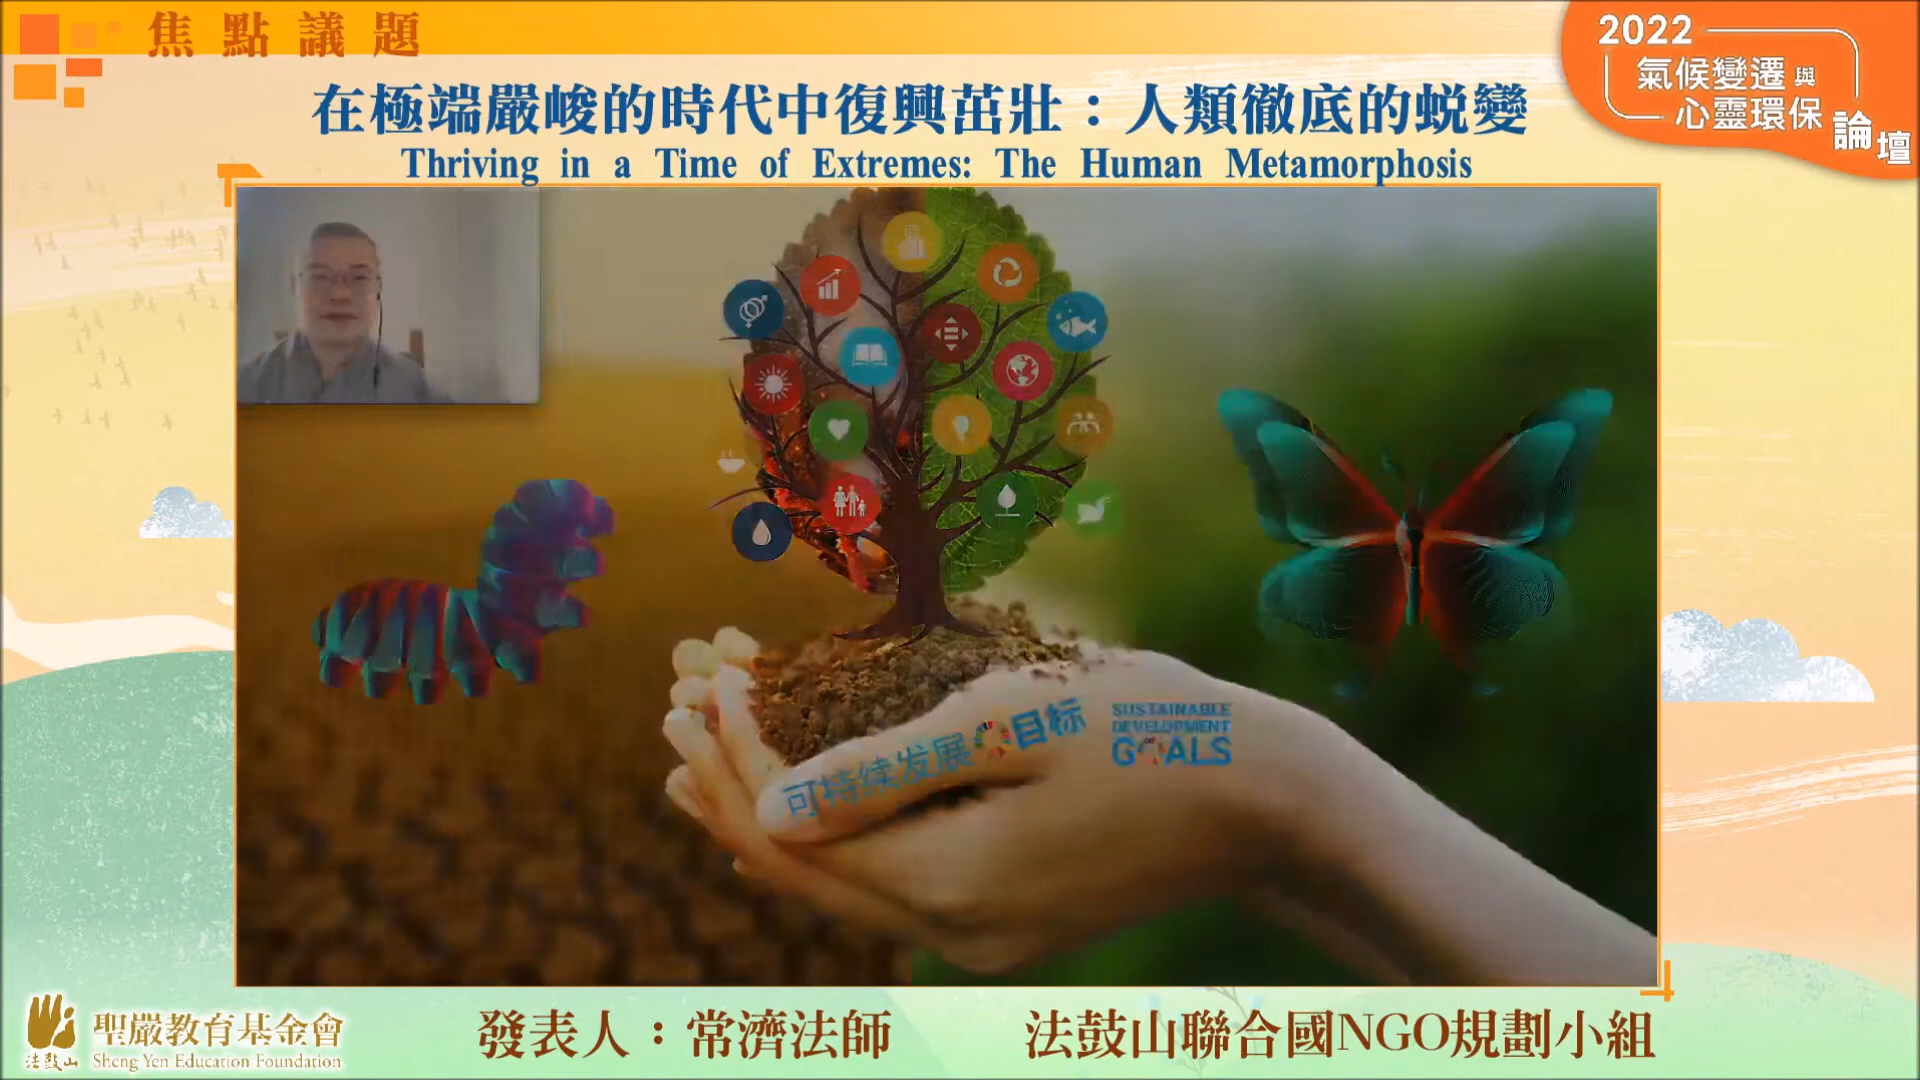 焦點議題
2022
氣候變遷與
心靈環保論壇
在極端嚴峻的時代中復興茁壯：人類徹底的蛻變
Thriving in a Time of Extremes: The Human Metamorphosis
可持续发展目标
SUSTAINABLE
DEVELOPMENT
GOALS
法鼓山
聖嚴教育基金會
Sheng Yen Education Foundation
發表人：常濟法師
法鼓山聯合國NGO規劃小組